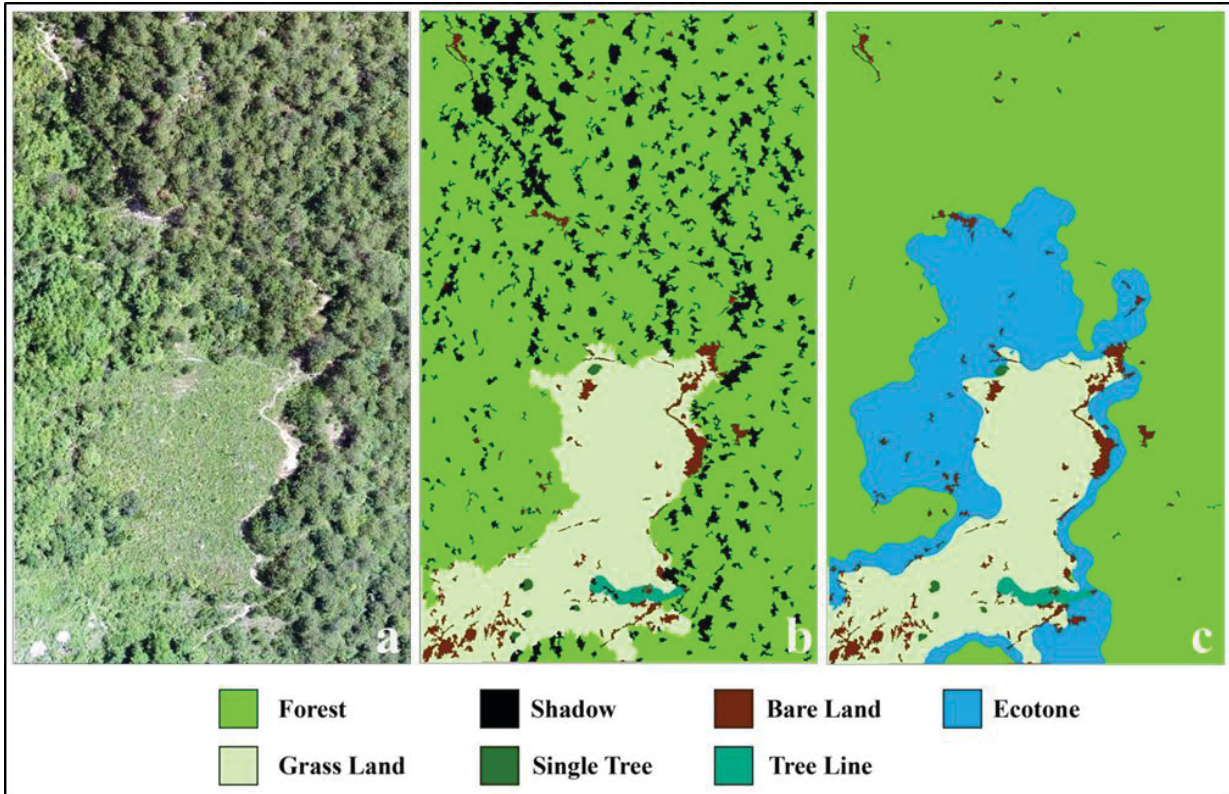 a
b
c
Forest
Shadow
Bare Land
Ecotone
Grass Land
Single Tree
Tree Line